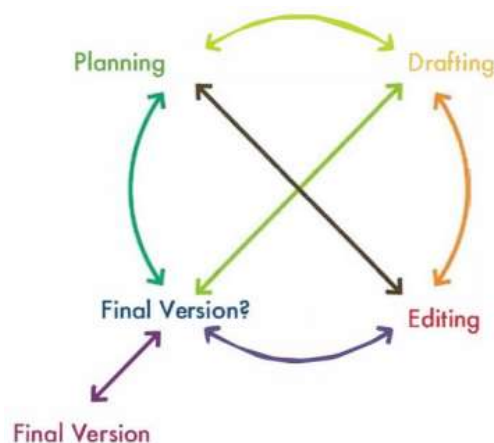 Planning
Drafting
Final Version?
Editing
Final Version